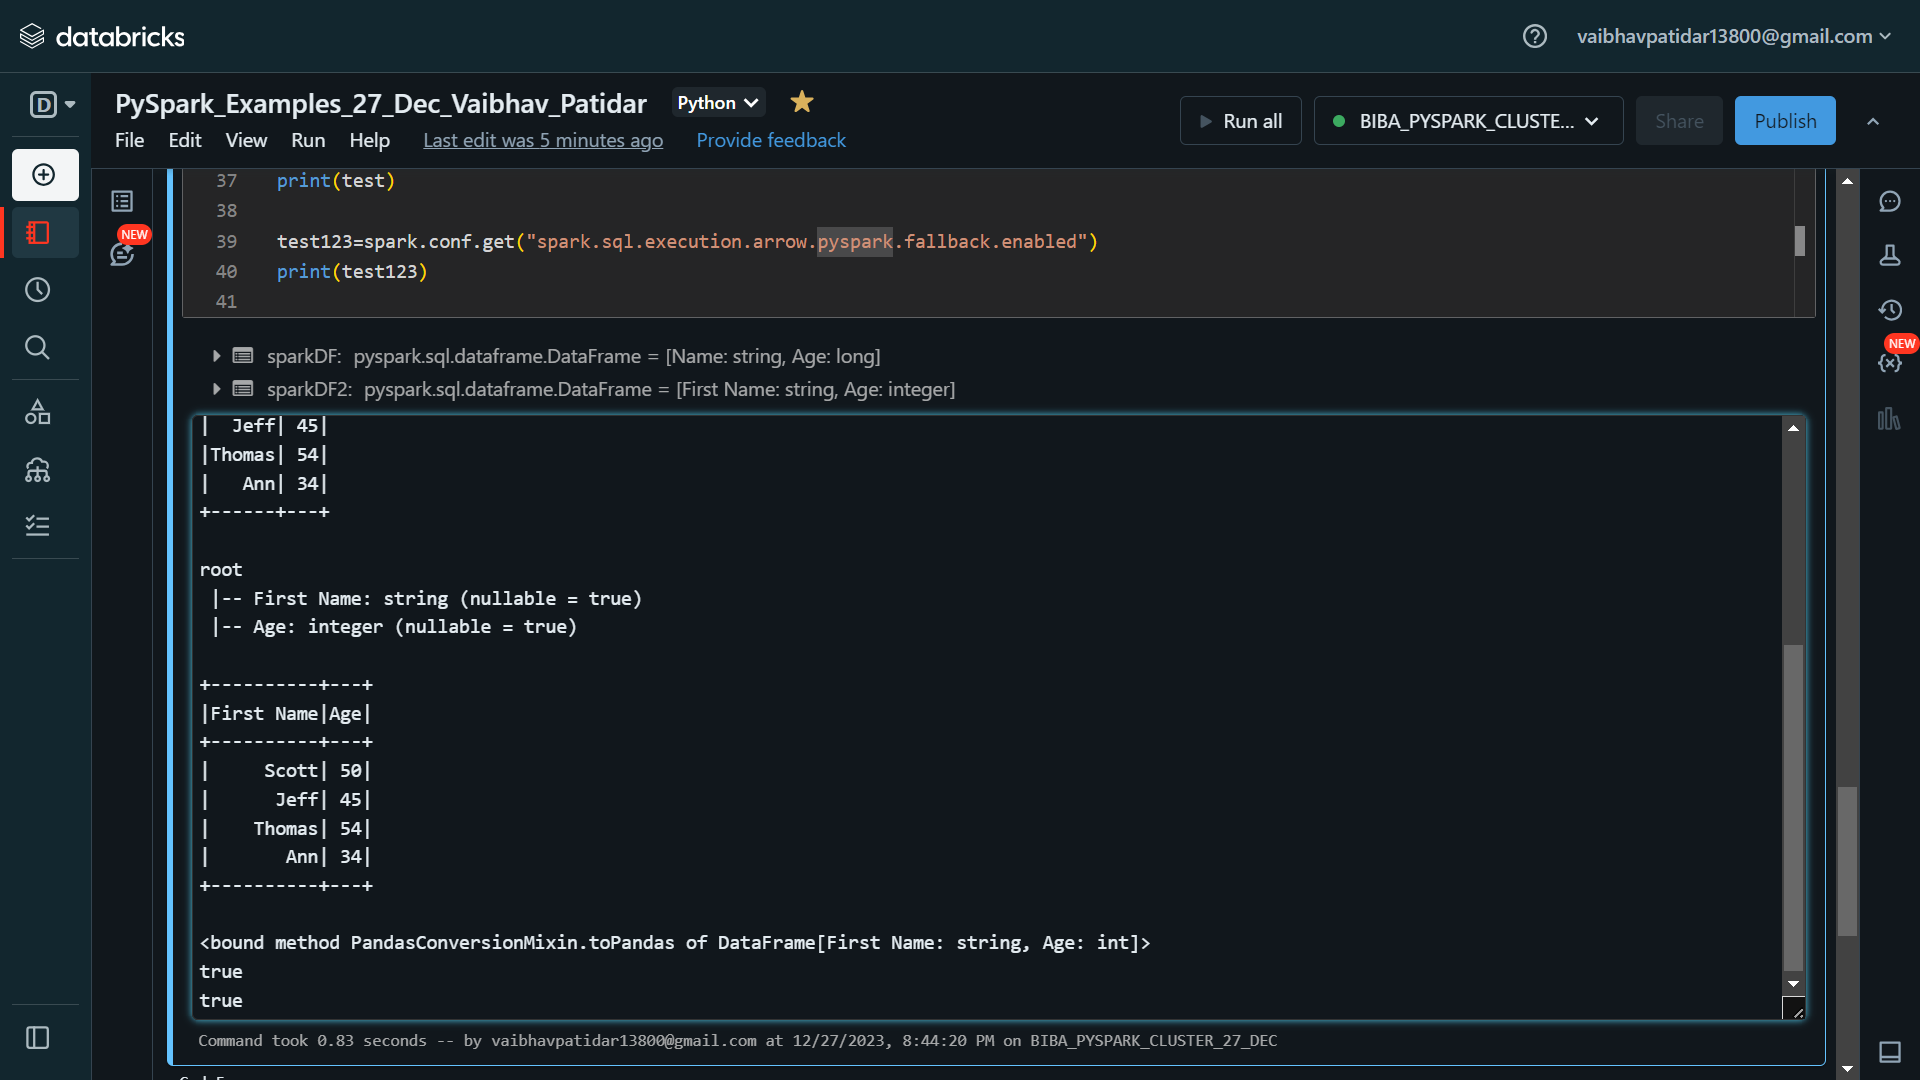 databricks
vaibhavpatidar13800@gmail.com
D
PySpark_Examples_27_Dec_Vaibhav_Patidar
Python
File Edit View Run Help Last edit was 5 minutes ago Provide feedback
Run all
BIBA_PYSPARK_CLUSTE...
Share
Publish
NEW
NEW
37 print(test)
38
39 test123=spark.conf.get("spark.sql.execution.arrow.pyspark.fallback.enabled")
40 print(test123)
41
sparkDF: pyspark.sql.dataframe.DataFrame = [Name: string, Age: long]
sparkDF2: pyspark.sql.dataframe.DataFrame = [First Name: string, Age: integer]
|  Jeff| 45|
|Thomas| 54|
|   Ann| 34|
+------+---+
root
 |-- First Name: string (nullable = true)
 |-- Age: integer (nullable = true)
+----------+---+
|First Name|Age|
+----------+---+
|     Scott| 50|
|      Jeff| 45|
|    Thomas| 54|
|       Ann| 34|
+----------+---+
<bound method PandasConversionMixin.toPandas of DataFrame[First Name: string, Age: int]>
true
true
Command took 0.83 seconds -- by vaibhavpatidar13800@gmail.com at 12/27/2023, 8:44:20 PM on BIBA_PYSPARK_CLUSTER_27_DEC